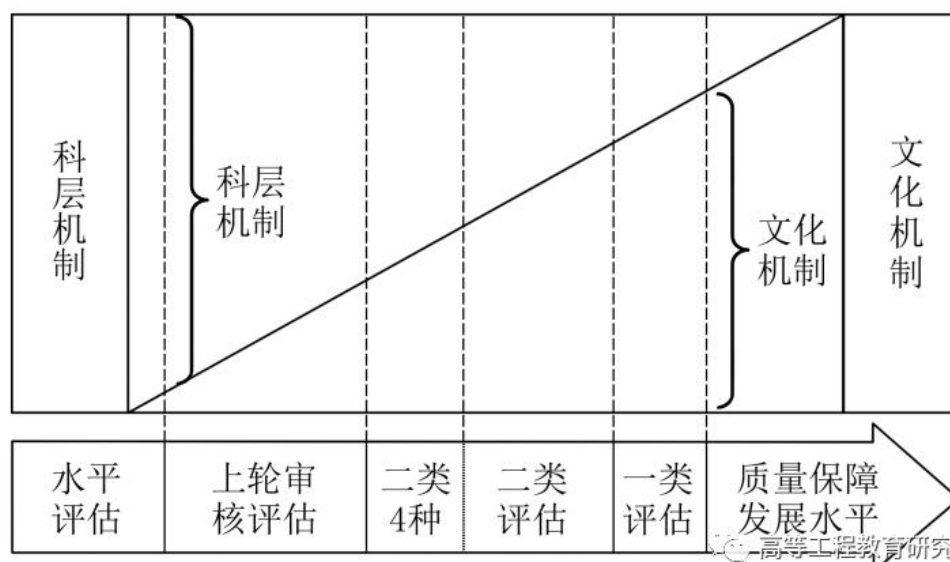 科层机制
科层
机制
文化
机制
文化机制
水平
评估
上轮审
核评估
二类
4种
二类
评估
一类
评估
质量保障
发展水平
高等工程教育研究